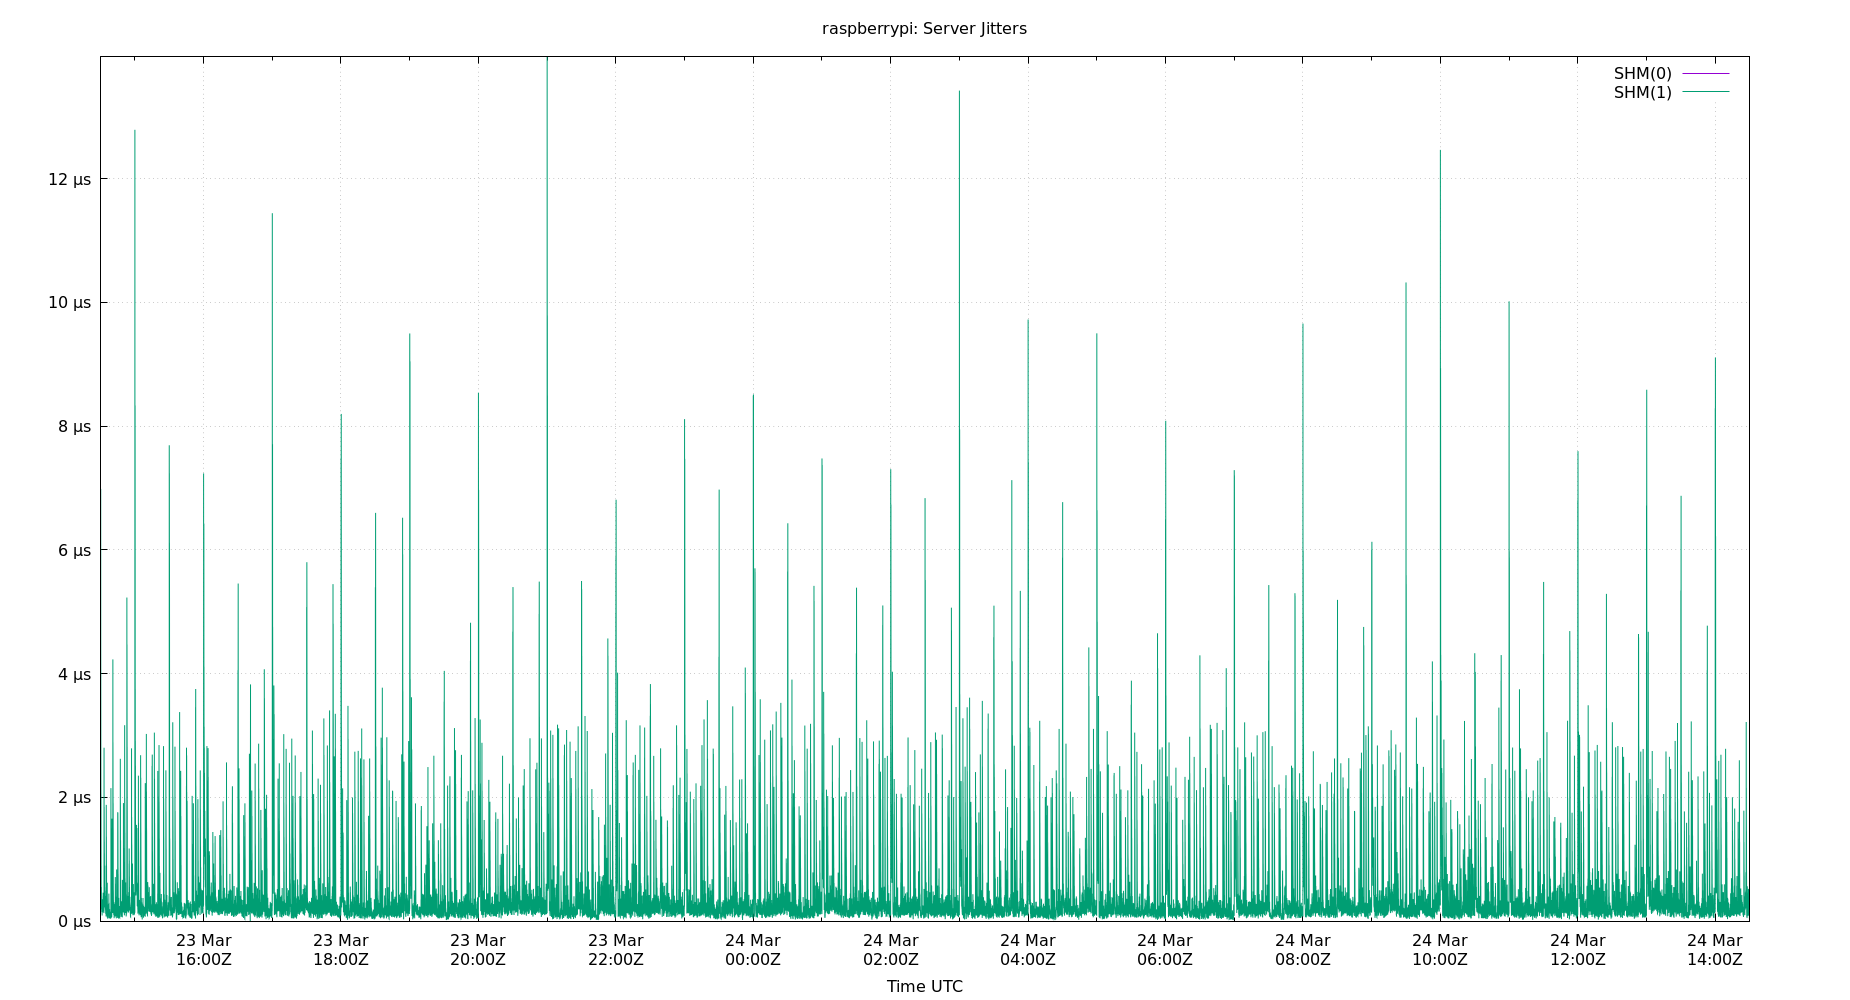 raspberrypi: Server Jitters
SHM(0)
SHM(1)
12 µs
10 µs
8 µs
6 µs
4 µs
2 µs
0 µs
23 Mar 23 Mar 23 Mar 23 Mar 24 Mar 24 Mar 24 Mar 24 Mar 24 Mar 24 Mar 24 Mar 24 Mar
16:00Z 18:00Z 20:00Z 22:00Z 00:00Z 02:00Z 04:00Z 06:00Z 08:00Z 10:00Z 12:00Z 14:00Z
Time UTC